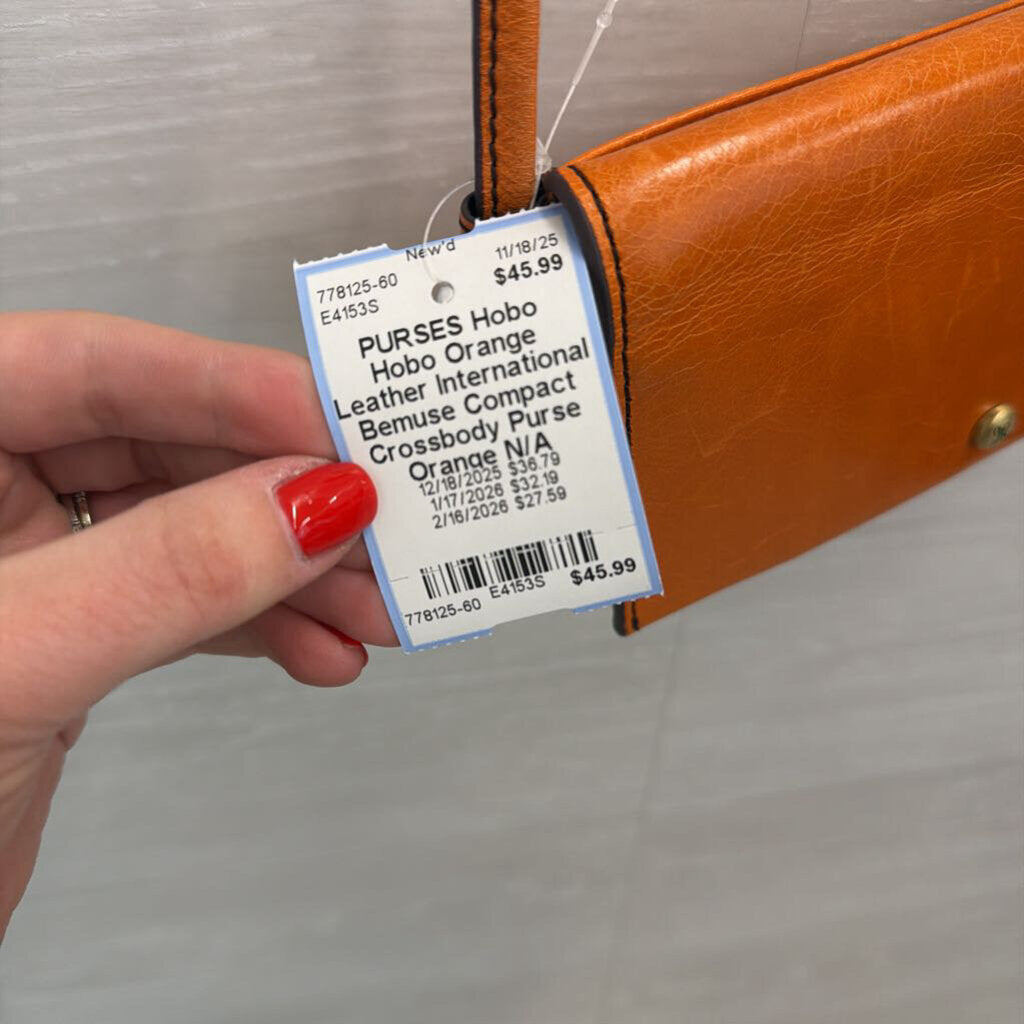 New'd
11/18/25
778125-60
$45.99
E4153S
PURSES Hobo
Hobo Orange
Leather International
Bemuse Compact
Crossbody Purse
Orange N/A
12/18/2025 $36.79
1/17/2026 $32.19
2/16/2026 $27.59
778125-60 E4153S $45.99